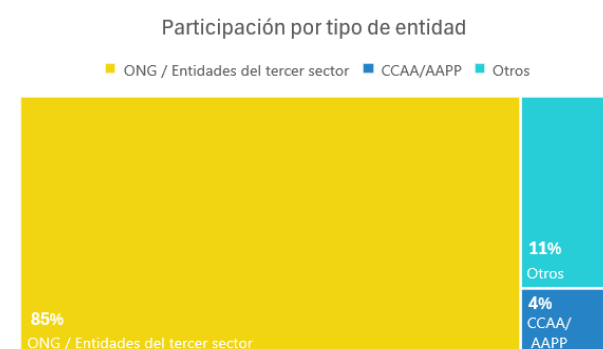 Participación por tipo de entidad
ONG / Entidades del tercer sector CCAA/AAPP Otros
11%
Otros
85%
ONG / Entidades del tercer sector
4%
CCAA/
AAPP